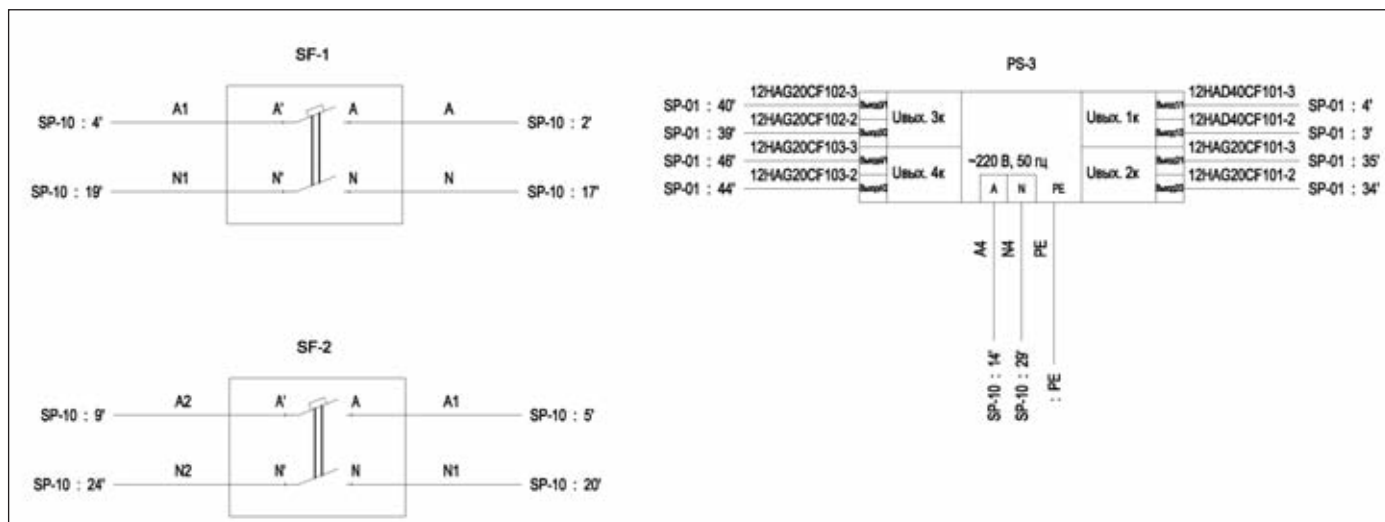 SF-1
A1 A' A A
SP-10 : 4' SP-10 : 2'
N1 N' N N
SP-10 : 19' SP-10 : 17'
SF-2
A2 A' A A1
SP-10 : 9' SP-10 : 5'
N2 N' N N1
SP-10 : 24' SP-10 : 20'
PS-3
12HAG20CF102-3 12HAD40CF101-3
SP-01 : 40' SP-01 : 4'
Uвых. 3к Uвых. 1к
12HAG20CF102-2 12HAD40CF101-2
SP-01 : 39' SP-01 : 3'
12HAG20CF103-3 12HAG20CF101-3
SP-01 : 46' ~220 В, 50 гц SP-01 : 35'
Uвых. 4к Uвых. 2к
12HAG20CF103-2 12HAG20CF101-2
SP-01 : 44' A N PE SP-01 : 34'
A4 N4 PE
SP-10 : 14'
SP-10 : 29'
: PE